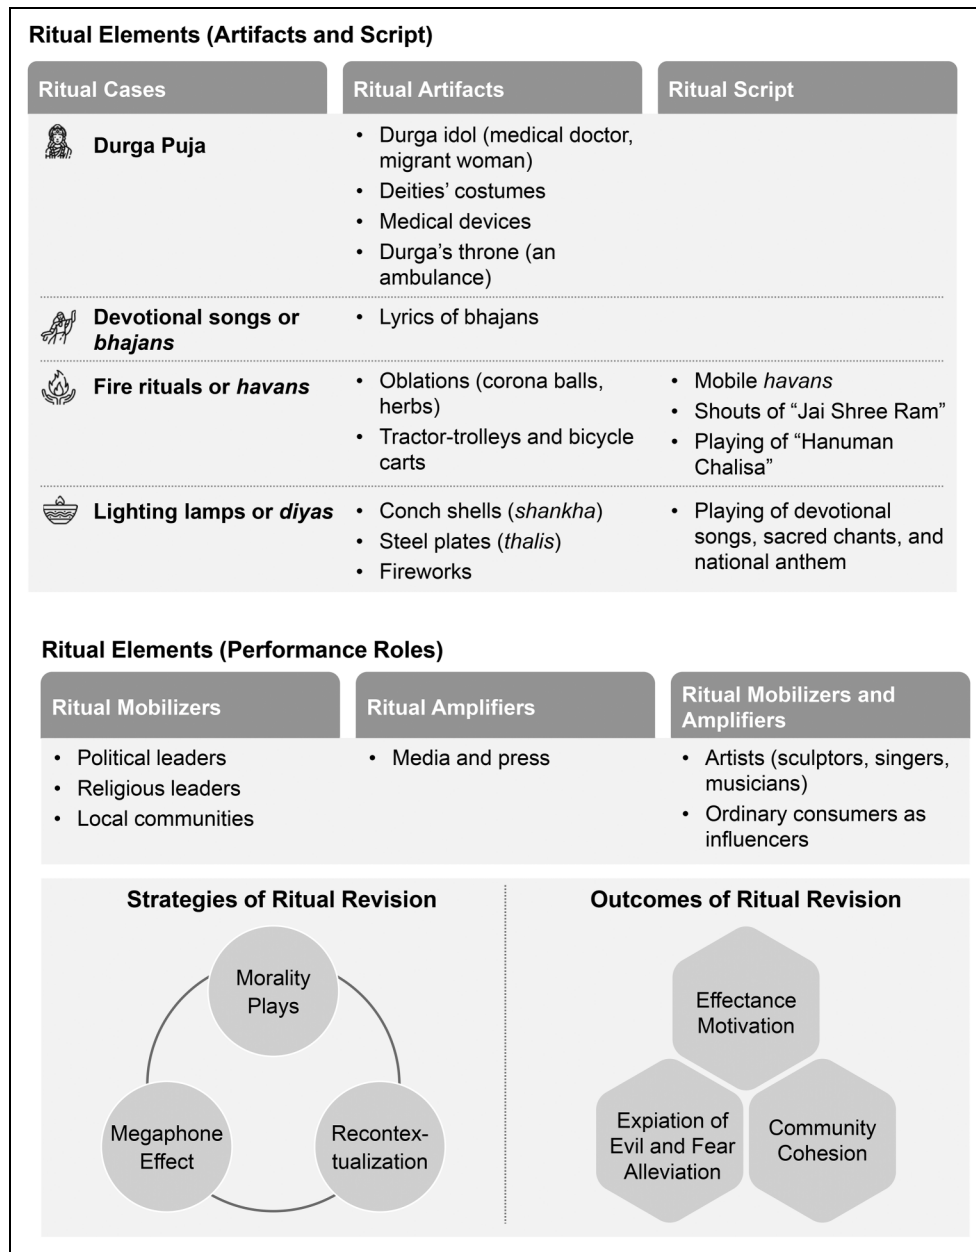 Ritual Elements (Artifacts and Script)
Ritual Cases
Ritual Artifacts
Ritual Script
Durga Puja
• Durga idol (medical doctor,
migrant woman)
• Deities’ costumes
• Medical devices
• Durga’s throne (an
ambulance)
Devotional songs or
bhajans
• Lyrics of bhajans
Fire rituals or havans
• Oblations (corona balls,
herbs)
• Tractor-trolleys and bicycle
carts
• Mobile havans
• Shouts of “Jai Shree Ram”
• Playing of “Hanuman
Chalisa”
Lighting lamps or diyas
• Conch shells (shankha)
• Steel plates (thalis)
• Fireworks
• Playing of devotional
songs, sacred chants, and
national anthem
Ritual Elements (Performance Roles)
Ritual Mobilizers
Ritual Amplifiers
Ritual Mobilizers and
Amplifiers
• Political leaders
• Religious leaders
• Local communities
• Media and press
• Artists (sculptors, singers,
musicians)
• Ordinary consumers as
influencers
Strategies of Ritual Revision
Morality
Plays
Megaphone
Effect
Recontex-
tualization
Outcomes of Ritual Revision
Effectance
Motivation
Expiation of
Evil and Fear
Alleviation
Community
Cohesion